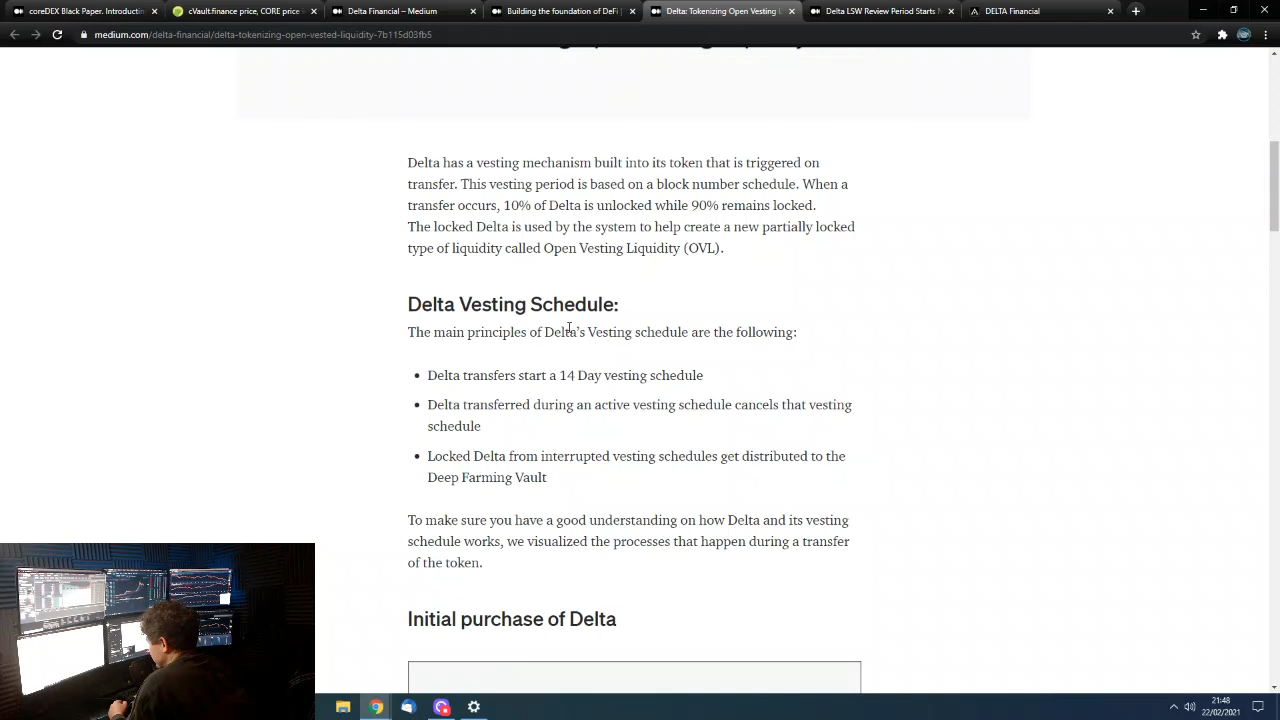 coreDEX Black Paper. Introductio
cVault.finance price, CORE price
Delta Financial – Medium
Building the foundation of DeFi
Delta: Tokenizing Open Vesting L
Delta LSW Review Period Starts N
DELTA Financial
medium.com/delta-financial/delta-tokenizing-open-vested-liquidity-7b115d03fb5
Delta has a vesting mechanism built into its token that is triggered on
transfer. This vesting period is based on a block number schedule. When a
transfer occurs, 10% of Delta is unlocked while 90% remains locked.
The locked Delta is used by the system to help create a new partially locked
type of liquidity called Open Vesting Liquidity (OVL).
Delta Vesting Schedule:
The main principles of Delta’s Vesting schedule are the following:
• Delta transfers start a 14 Day vesting schedule
• Delta transferred during an active vesting schedule cancels that vesting
schedule
• Locked Delta from interrupted vesting schedules get distributed to the
Deep Farming Vault
To make sure you have a good understanding on how Delta and its vesting
schedule works, we visualized the processes that happen during a transfer
of the token.
Initial purchase of Delta
21:48
22/02/2021